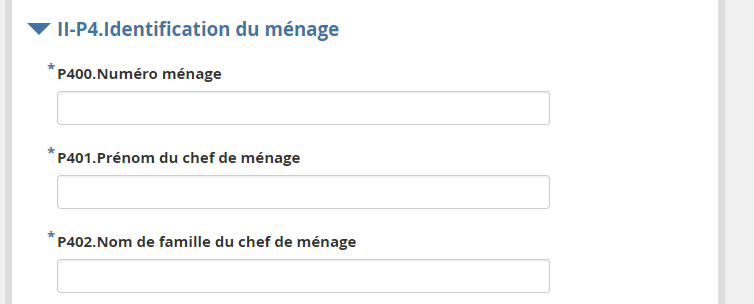 II-P4.Identification du ménage
* P400.Numéro ménage
* P401.Prénom du chef de ménage
* P402.Nom de famille du chef de ménage